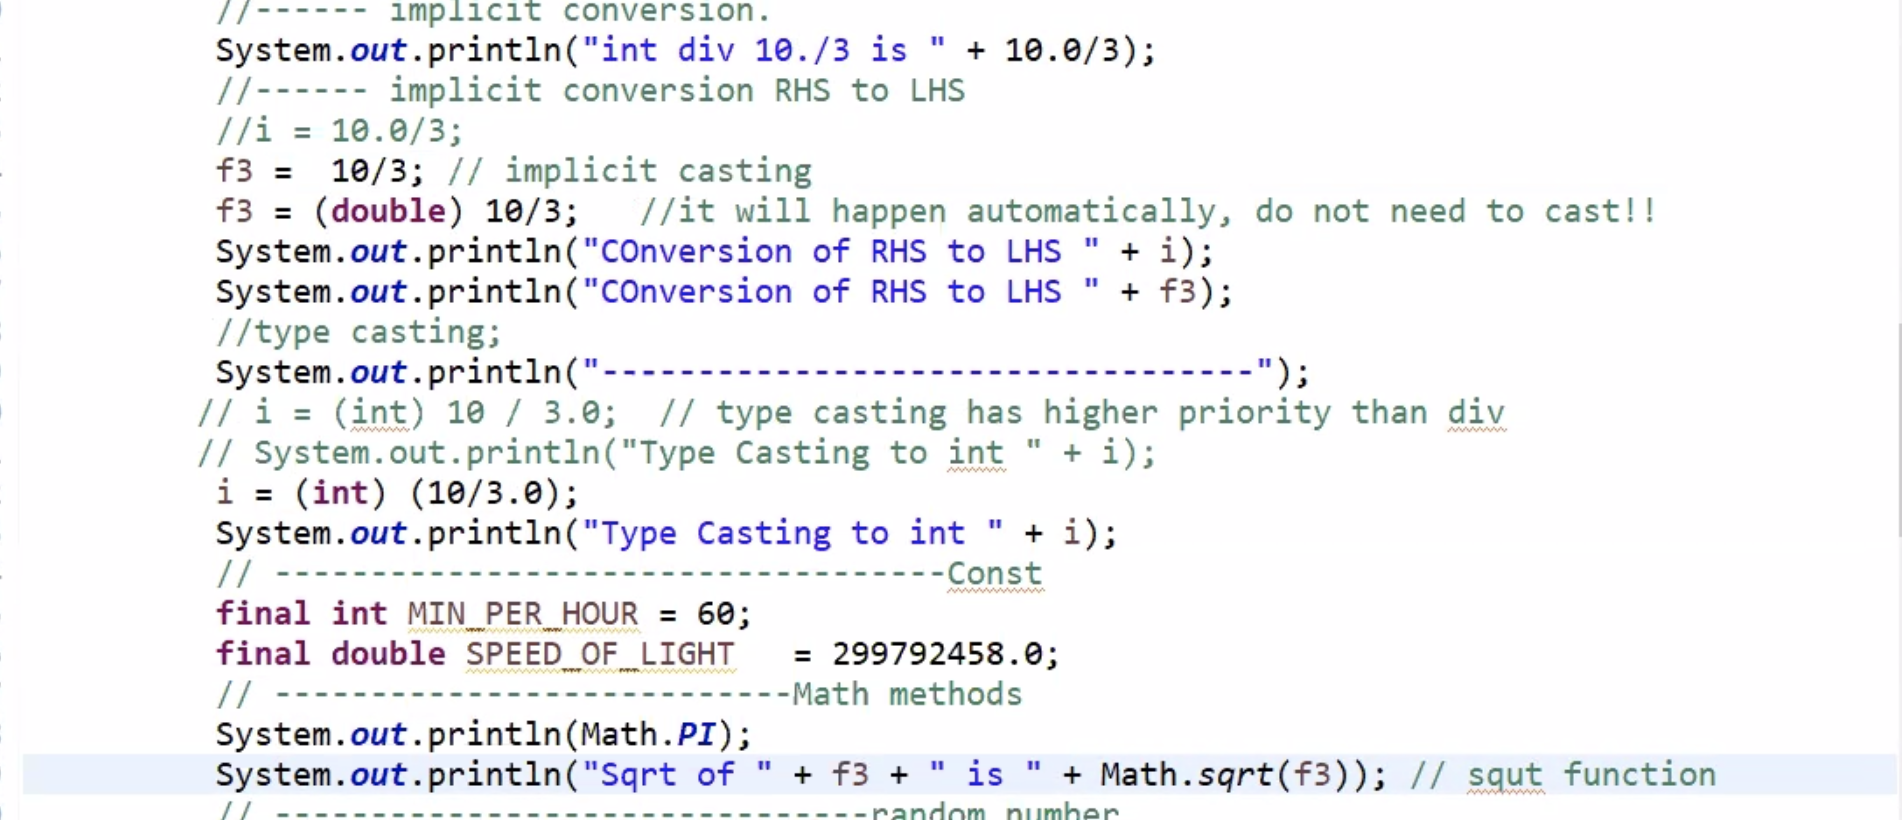 //------ implicit conversion.
System.out.println("int div 10./3 is " + 10.0/3);
//------ implicit conversion RHS to LHS
//i = 10.0/3;
f3 =  10/3; // implicit casting
f3 = (double) 10/3;   //it will happen automatically, do not need to cast!!
System.out.println("COnversion of RHS to LHS " + i);
System.out.println("COnversion of RHS to LHS " + f3);
//type casting;
System.out.println("----------------------------------");
// i = (int) 10 / 3.0;  // type casting has higher priority than div
// System.out.println("Type Casting to int " + i);
i = (int) (10/3.0);
System.out.println("Type Casting to int " + i);
// -----------------------------------Const
final int MIN_PER_HOUR = 60;
final double SPEED_OF_LIGHT   = 299792458.0;
// ---------------------------Math methods
System.out.println(Math.PI);
System.out.println("Sqrt of " + f3 + " is " + Math.sqrt(f3)); // squt function
// -------------------------------random number